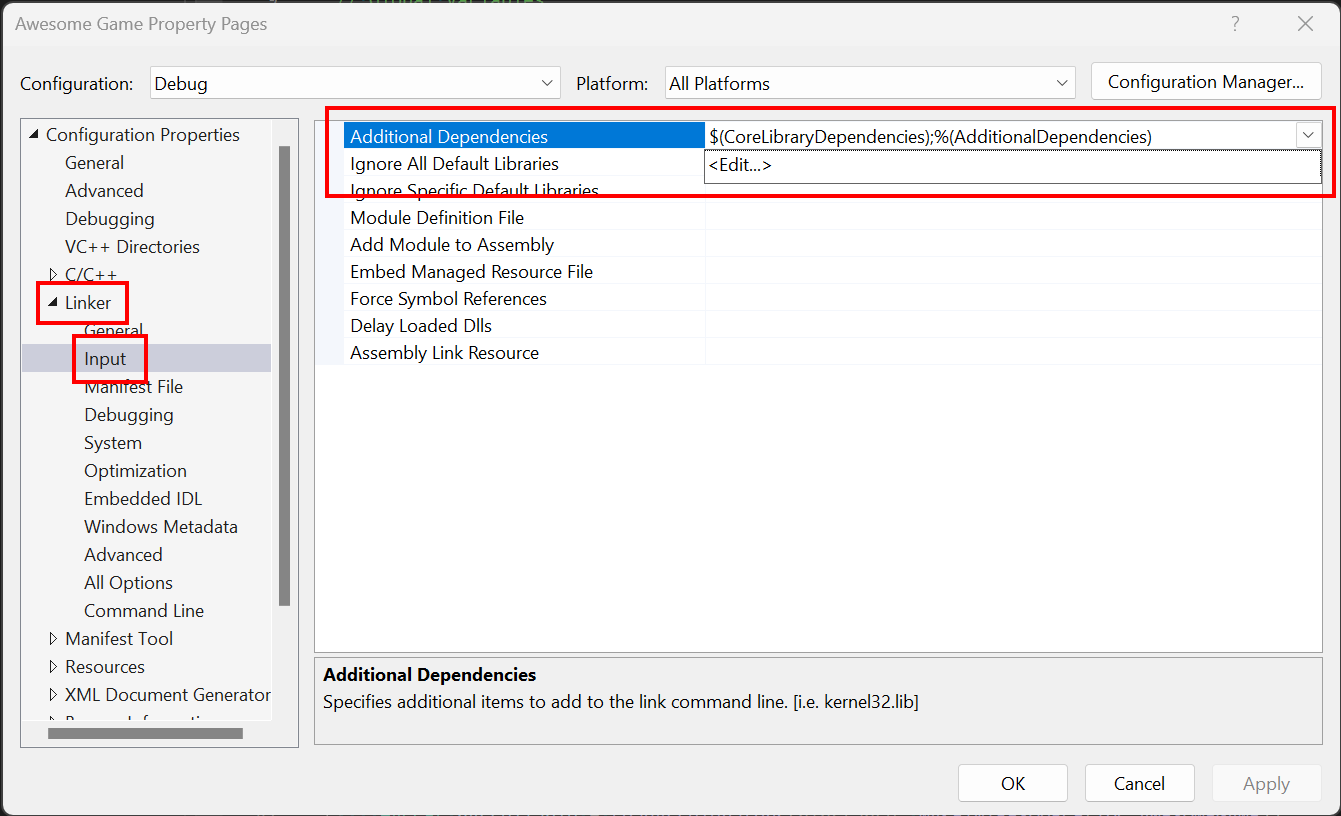 Awesome Game Property Pages
?
Configuration:
Debug
Platform:
All Platforms
Configuration Manager...
Configuration Properties
General
Advanced
Debugging
VC++ Directories
C/C++
Linker
General
Input
Manifest File
Debugging
System
Optimization
Embedded IDL
Windows Metadata
Advanced
All Options
Command Line
Manifest Tool
Resources
XML Document Generator
Additional Dependencies
$(CoreLibraryDependencies);%(AdditionalDependencies)
Ignore All Default Libraries
<Edit...>
Ignore Specific Default Libraries
Module Definition File
Add Module to Assembly
Embed Managed Resource File
Force Symbol References
Delay Loaded Dlls
Assembly Link Resource
Additional Dependencies
Specifies additional items to add to the link command line. [i.e. kernel32.lib]
OK
Cancel
Apply